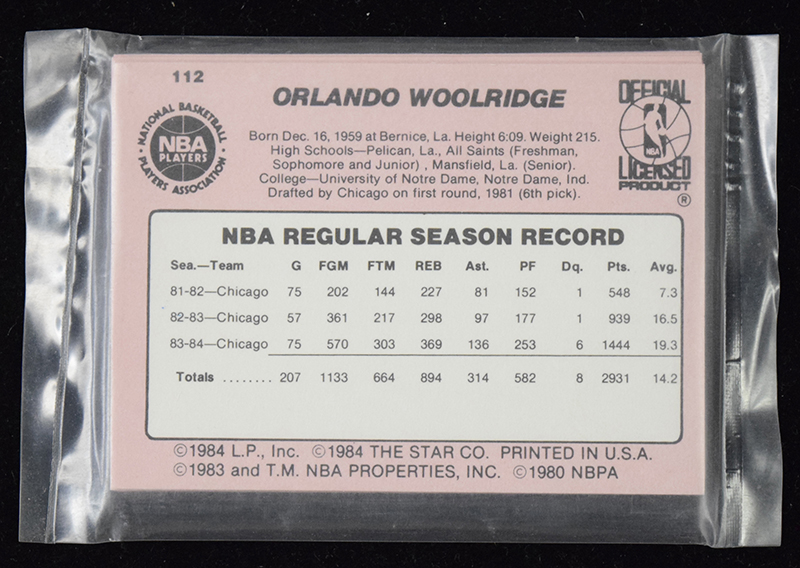 112
ORLANDO WOOLRIDGE
NATIONAL BASKETBALL
NBA
PLAYERS
PLAYERS ASSOCIATION
OFFICIAL
NBA
LICENSED
PRODUCT
®
Born Dec. 16, 1959 at Bernice, La. Height 6:09. Weight 215.
High Schools—Pelican, La., All Saints (Freshman,
Sophomore and Junior) , Mansfield, La. (Senior).
College—University of Notre Dame, Notre Dame, Ind.
Drafted by Chicago on first round, 1981 (6th pick).
NBA REGULAR SEASON RECORD
Sea.—Team G FGM FTM REB Ast. PF Dq. Pts. Avg.
81-82—Chicago 75 202 144 227 81 152 1 548 7.3
82-83—Chicago 57 361 217 298 97 177 1 939 16.5
83-84—Chicago 75 570 303 369 136 253 6 1444 19.3
Totals ........ 207 1133 664 894 314 582 8 2931 14.2
©1984 L.P., Inc. ©1984 THE STAR CO. PRINTED IN U.S.A.
©1983 and T.M. NBA PROPERTIES, INC. ©1980 NBPA